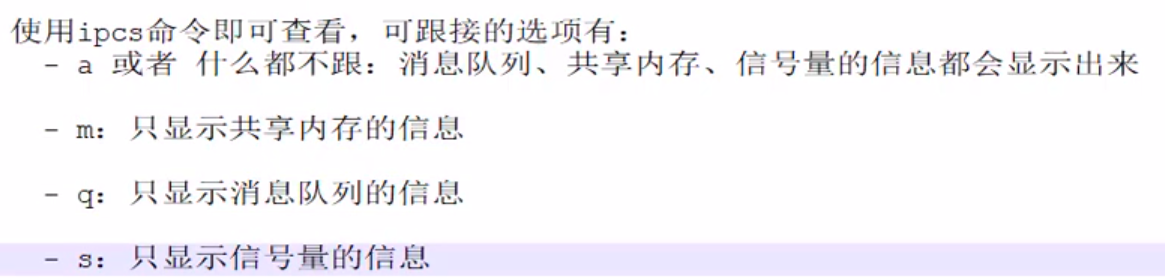 使用ipcs命令即可查看，可跟接的选项有：
- a 或者 什么都不跟：消息队列、共享内存、信号量的信息都会显示出来
- m：只显示共享内存的信息
- q：只显示消息队列的信息
- s：只显示信号量的信息